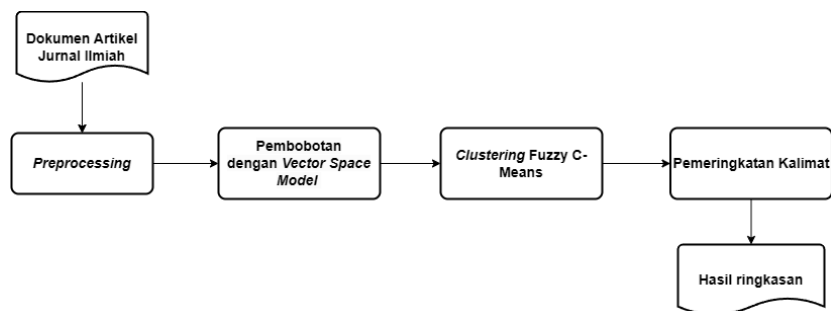 Dokumen Artikel
Jurnal Ilmiah
Preprocessing
Pembobotan
dengan Vector Space
Model
Clustering Fuzzy C-
Means
Pemeringkatan Kalimat
Hasil ringkasan